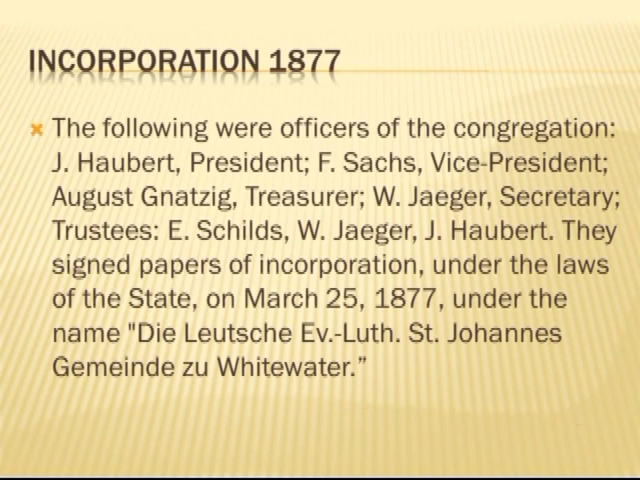 INCORPORATION 1877
The following were officers of the congregation:
J. Haubert, President; F. Sachs, Vice-President;
August Gnatzig, Treasurer; W. Jaeger, Secretary;
Trustees: E. Schilds, W. Jaeger, J. Haubert. They
signed papers of incorporation, under the laws
of the State, on March 25, 1877, under the
name "Die Leutsche Ev.-Luth. St. Johannes
Gemeinde zu Whitewater.”